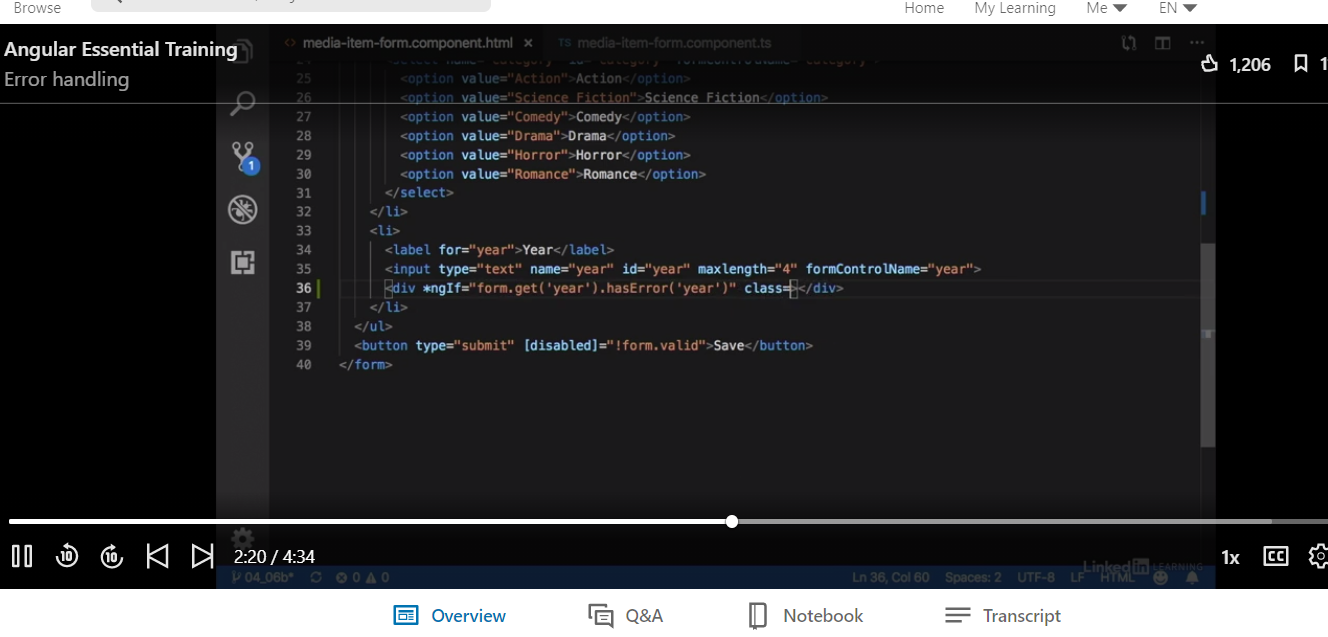 Browse
Home My Learning Me EN
Angular Essential Training
Error handling
media-item-form.component.html ×
TS media-item-form.component.ts ...
1,206
1
25 <option value="Action">Action</option>
26 <option value="Science Fiction">Science Fiction</option>
27 <option value="Comedy">Comedy</option>
28 <option value="Drama">Drama</option>
29 <option value="Horror">Horror</option>
30 <option value="Romance">Romance</option>
31 </select>
32 </li>
33 <li>
34 <label for="year">Year</label>
35 <input type="text" name="year" id="year" maxlength="4" formControlName="year">
36 <div *ngIf="form.get('year').hasError('year')" class=></div>
37 </li>
38 </ul>
39 <button type="submit" [disabled]="!form.valid">Save</button>
40 </form>
1
10 10 2:20 / 4:34
1x CC
LinkedIn LEARNING
04_06b* 0 0 Ln 36, Col 60 Spaces: 2 UTF-8 LF HTML
Overview Q&A Notebook Transcript